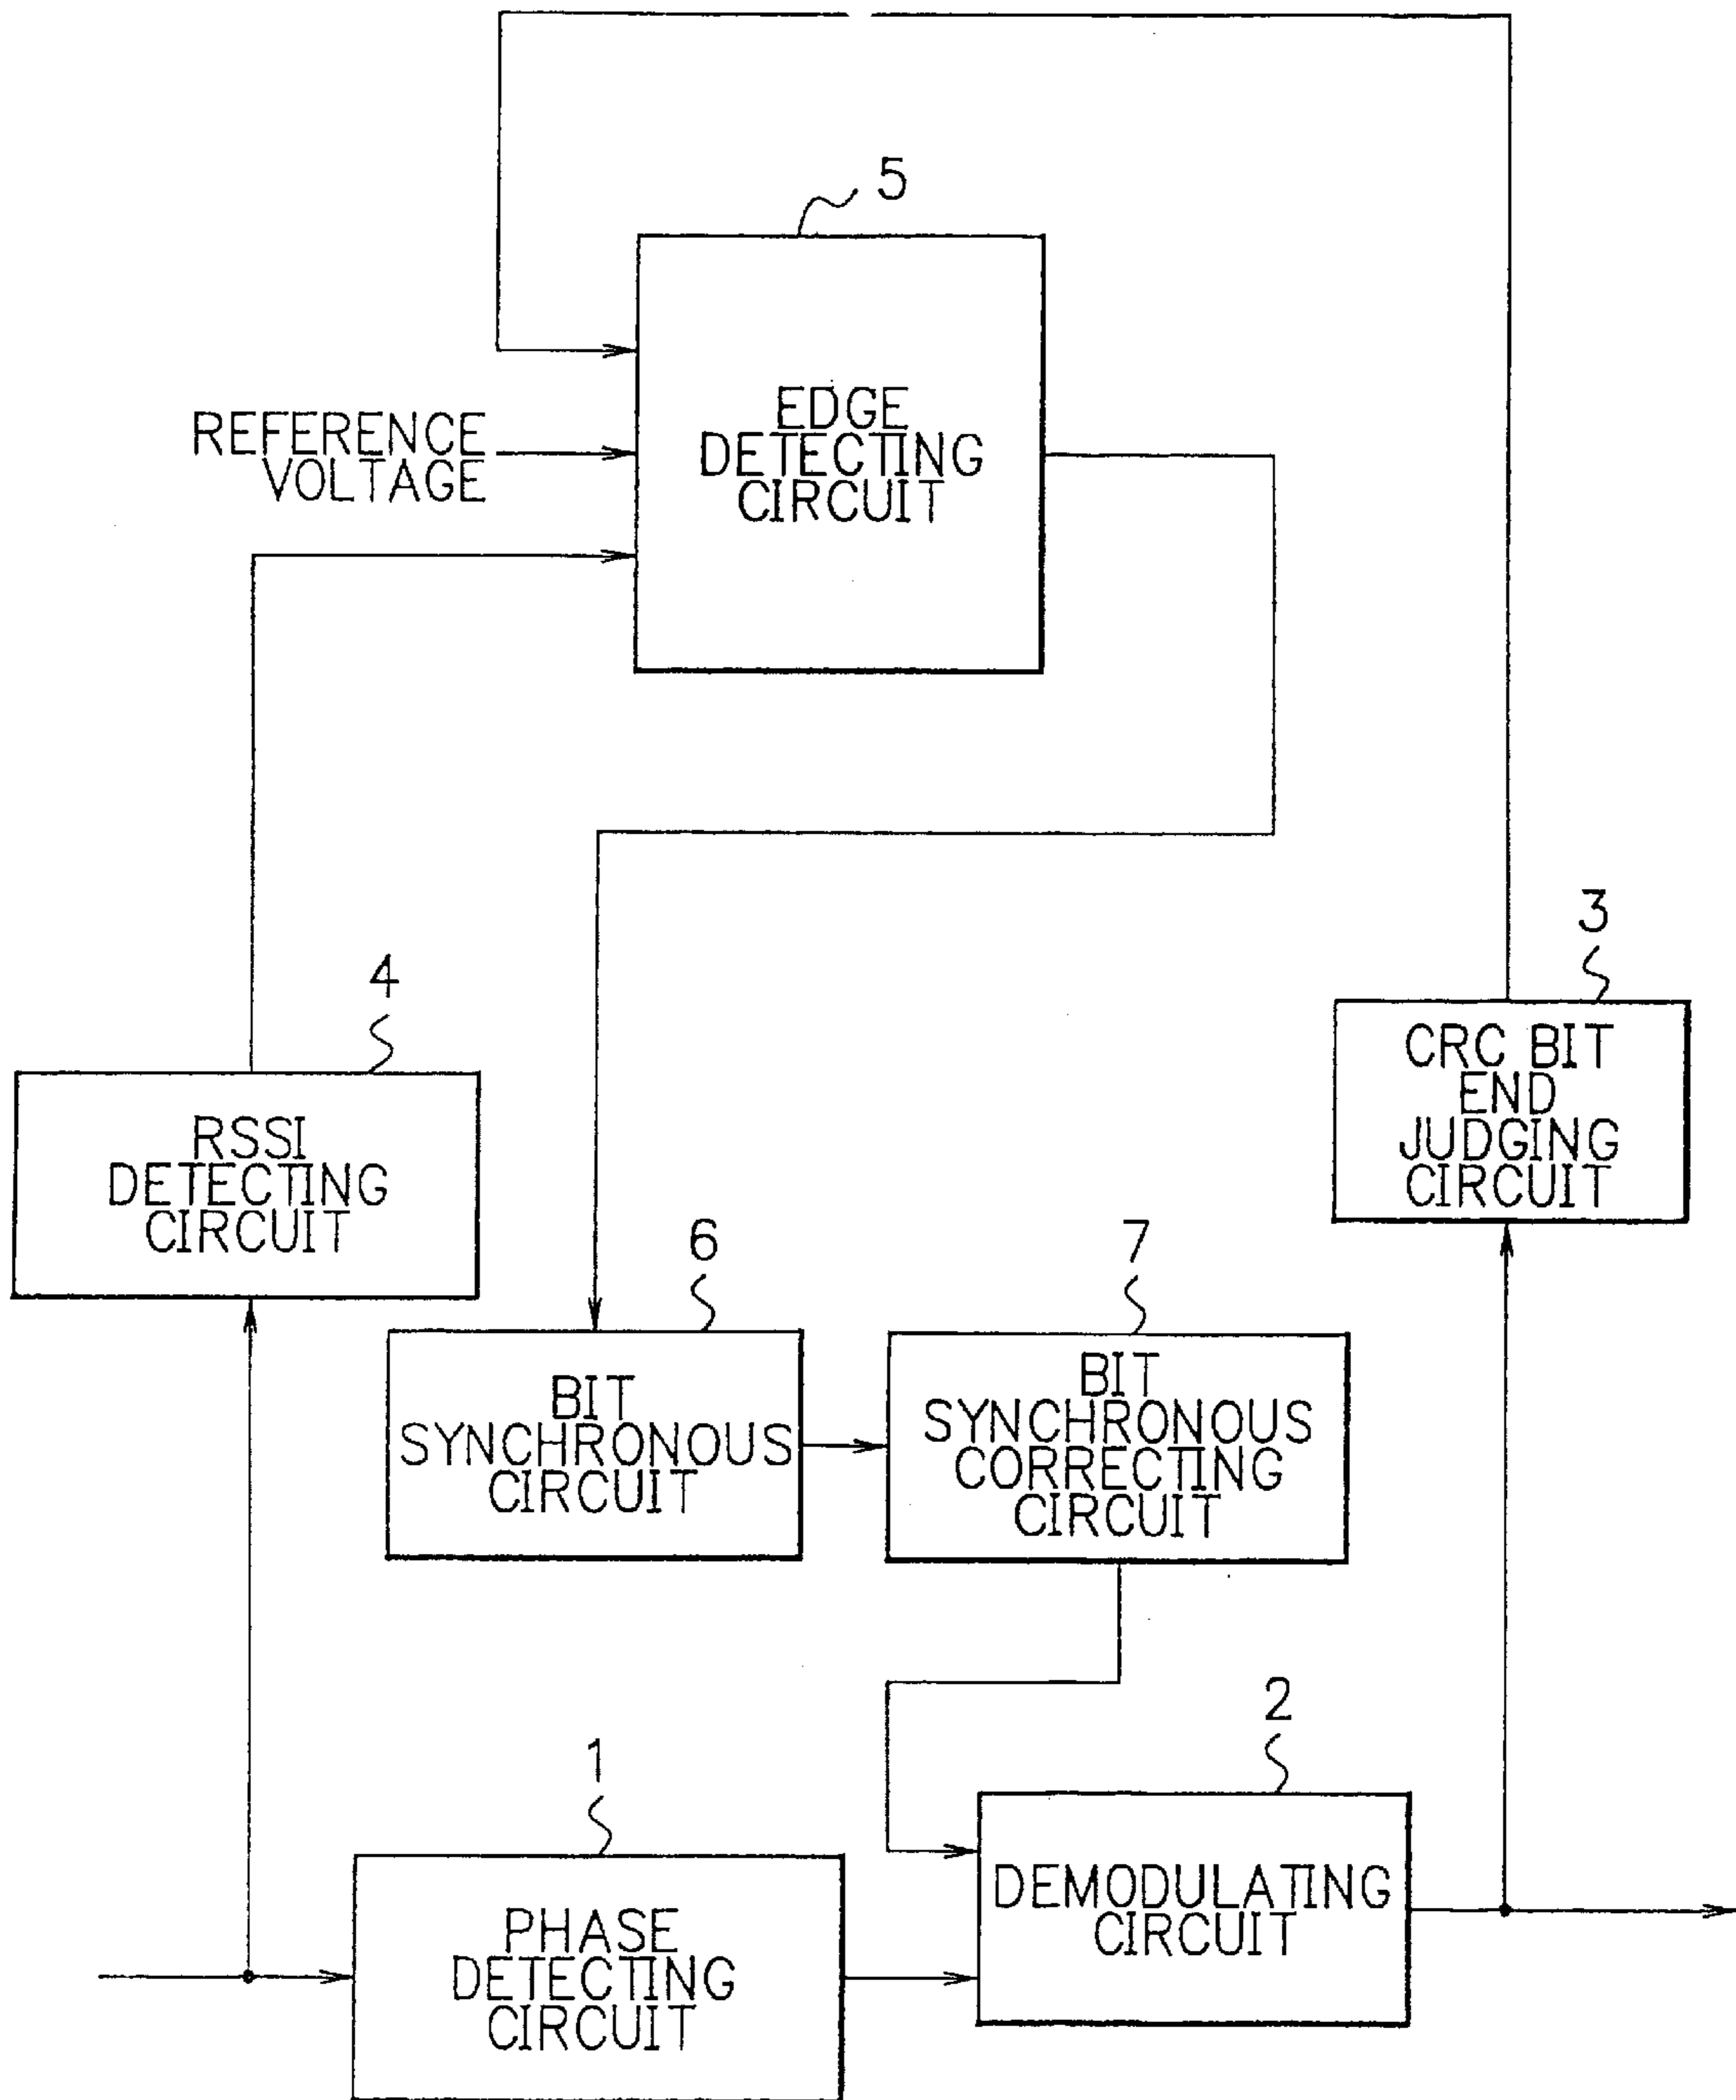 5
EDGE
DETECTING
CIRCUIT
REFERENCE
VOLTAGE
3
CRC BIT
END
JUDGING
CIRCUIT
4
RSSI
DETECTING
CIRCUIT
6
BIT
SYNCHRONOUS
CIRCUIT
7
BIT
SYNCHRONOUS
CORRECTING
CIRCUIT
2
DEMODULATING
CIRCUIT
1
PHASE
DETECTING
CIRCUIT